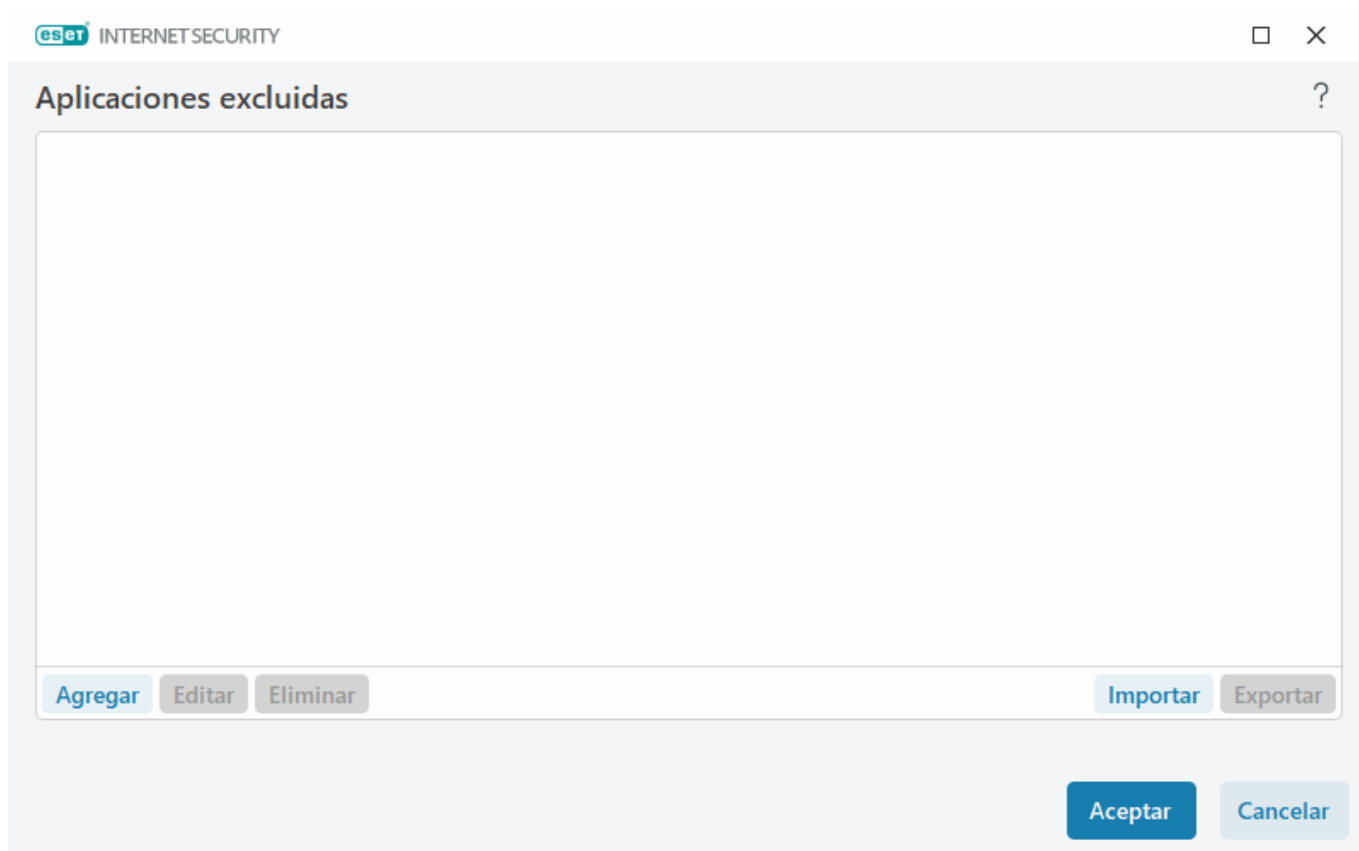 eset INTERNET SECURITY
Aplicaciones excluidas ?
Agregar Editar Eliminar Importar Exportar
Aceptar Cancelar